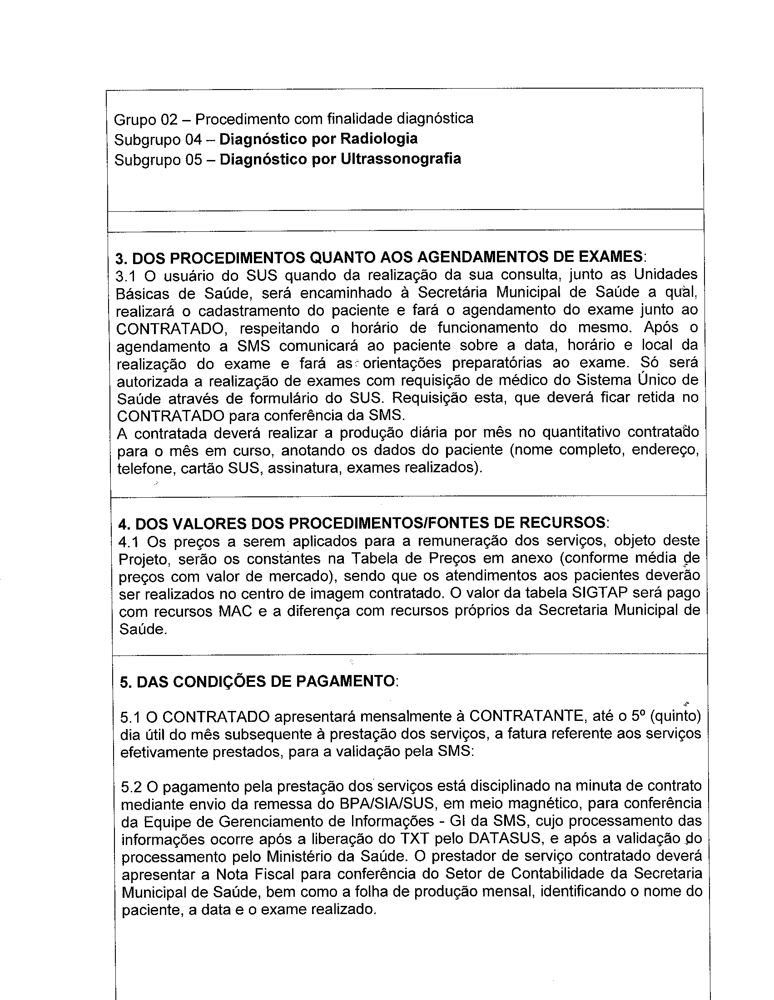 Grupo 02 – Procedimento com finalidade diagnóstica
Subgrupo 04 – Diagnóstico por Radiologia
Subgrupo 05 – Diagnóstico por Ultrassonografia
3. DOS PROCEDIMENTOS QUANTO AOS AGENDAMENTOS DE EXAMES:
3.1 O usuário do SUS quando da realização da sua consulta, junto as Unidades
Básicas de Saúde, será encaminhado à Secretária Municipal de Saúde a qual,
realizará o cadastramento do paciente e fará o agendamento do exame junto ao
CONTRATADO, respeitando o horário de funcionamento do mesmo. Após o
agendamento a SMS comunicará ao paciente sobre a data, horário e local da
realização do exame e fará as orientações preparatórias ao exame. Só será
autorizada a realização de exames com requisição de médico do Sistema Único de
Saúde através de formulário do SUS. Requisição esta, que deverá ficar retida no
CONTRATADO para conferência da SMS.
A contratada deverá realizar a produção diária por mês no quantitativo contratado
para o mês em curso, anotando os dados do paciente (nome completo, endereço,
telefone, cartão SUS, assinatura, exames realizados).
4. DOS VALORES DOS PROCEDIMENTOS/FONTES DE RECURSOS:
4.1 Os preços a serem aplicados para a remuneração dos serviços, objeto deste
Projeto, serão os constantes na Tabela de Preços em anexo (conforme média de
preços com valor de mercado), sendo que os atendimentos aos pacientes deverão
ser realizados no centro de imagem contratado. O valor da tabela SIGTAP será pago
com recursos MAC e a diferença com recursos próprios da Secretaria Municipal de
Saúde.
5. DAS CONDIÇÕES DE PAGAMENTO:
5.1 O CONTRATADO apresentará mensalmente à CONTRATANTE, até o 5º (quinto)
dia útil do mês subsequente à prestação dos serviços, a fatura referente aos serviços
efetivamente prestados, para a validação pela SMS:
5.2 O pagamento pela prestação dos serviços está disciplinado na minuta de contrato
mediante envio da remessa do BPA/SIA/SUS, em meio magnético, para conferência
da Equipe de Gerenciamento de Informações - GI da SMS, cujo processamento das
informações ocorre após a liberação do TXT pelo DATASUS, e após a validação do
processamento pelo Ministério da Saúde. O prestador de serviço contratado deverá
apresentar a Nota Fiscal para conferência do Setor de Contabilidade da Secretaria
Municipal de Saúde, bem como a folha de produção mensal, identificando o nome do
paciente, a data e o exame realizado.